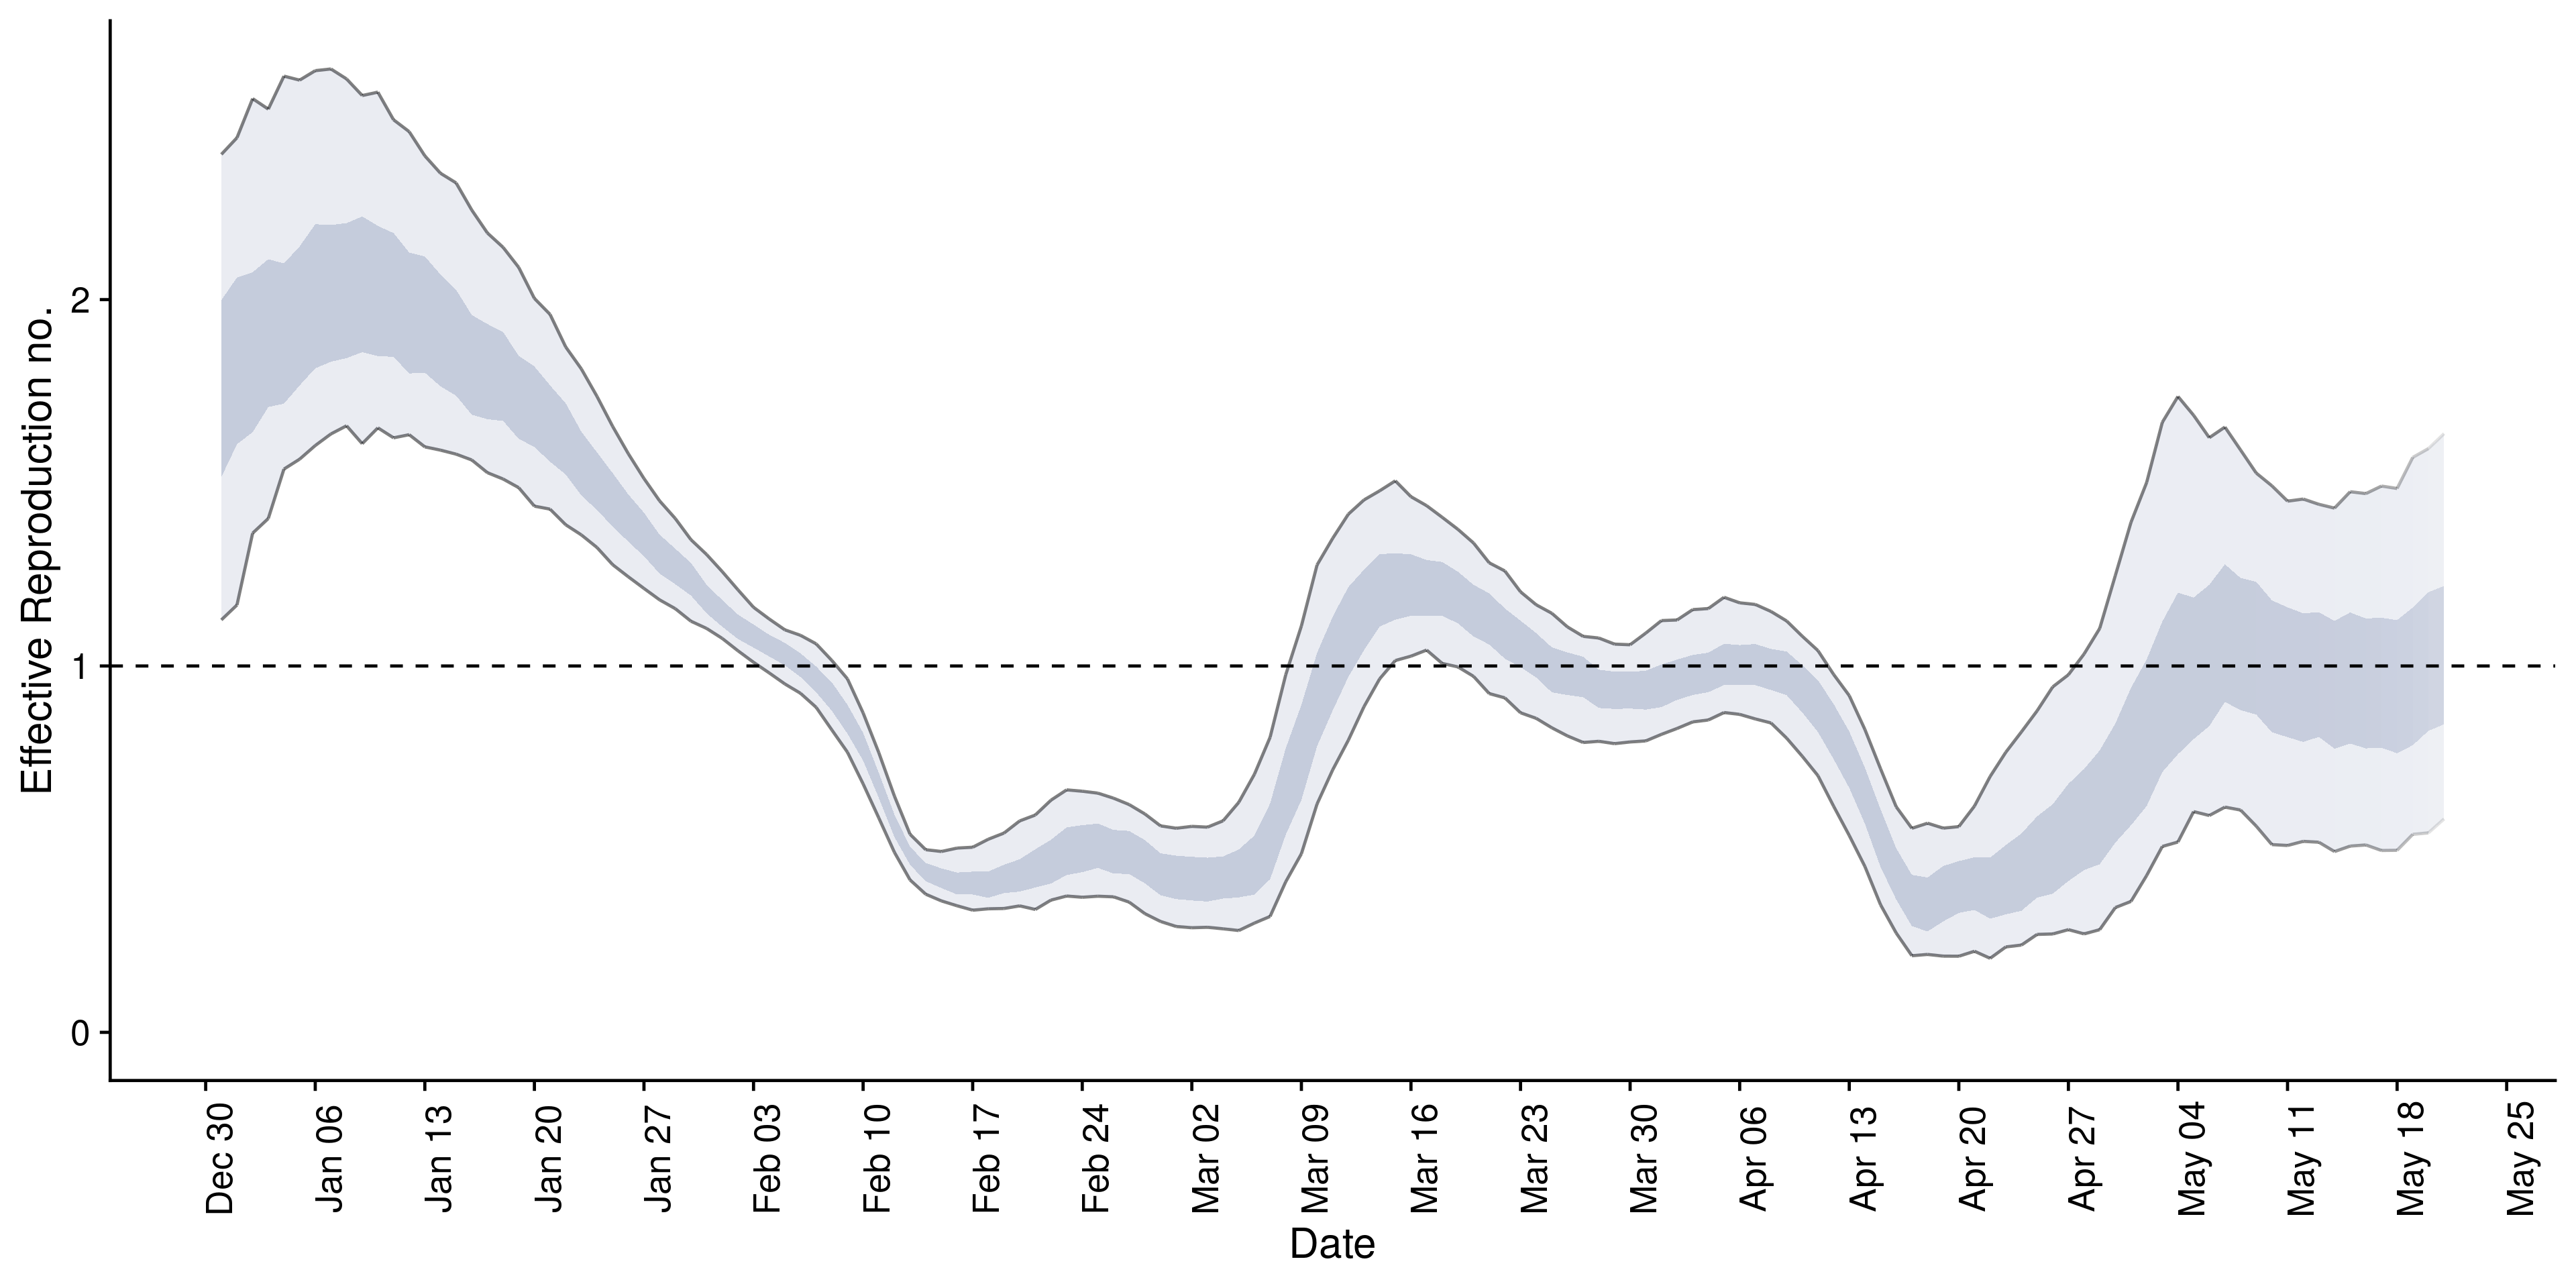 Effective Reproduction no.
2
1
0
Dec 30
Jan 06
Jan 13
Jan 20
Jan 27
Feb 03
Feb 10
Feb 17
Feb 24
Mar 02
Mar 09
Mar 16
Mar 23
Mar 30
Apr 06
Apr 13
Apr 20
Apr 27
May 04
May 11
May 18
May 25
Date